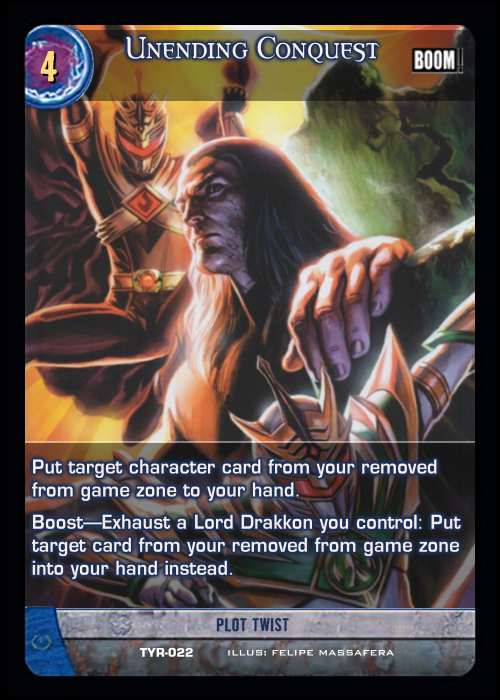 4
Unending Conquest
BOOM!
Put target character card from your removed
from game zone to your hand.
Boost—Exhaust a Lord Drakkon you control: Put
target card from your removed from game zone
into your hand instead.
PLOT TWIST
TYR-022 ILLUS: FELIPE MASSAFERA